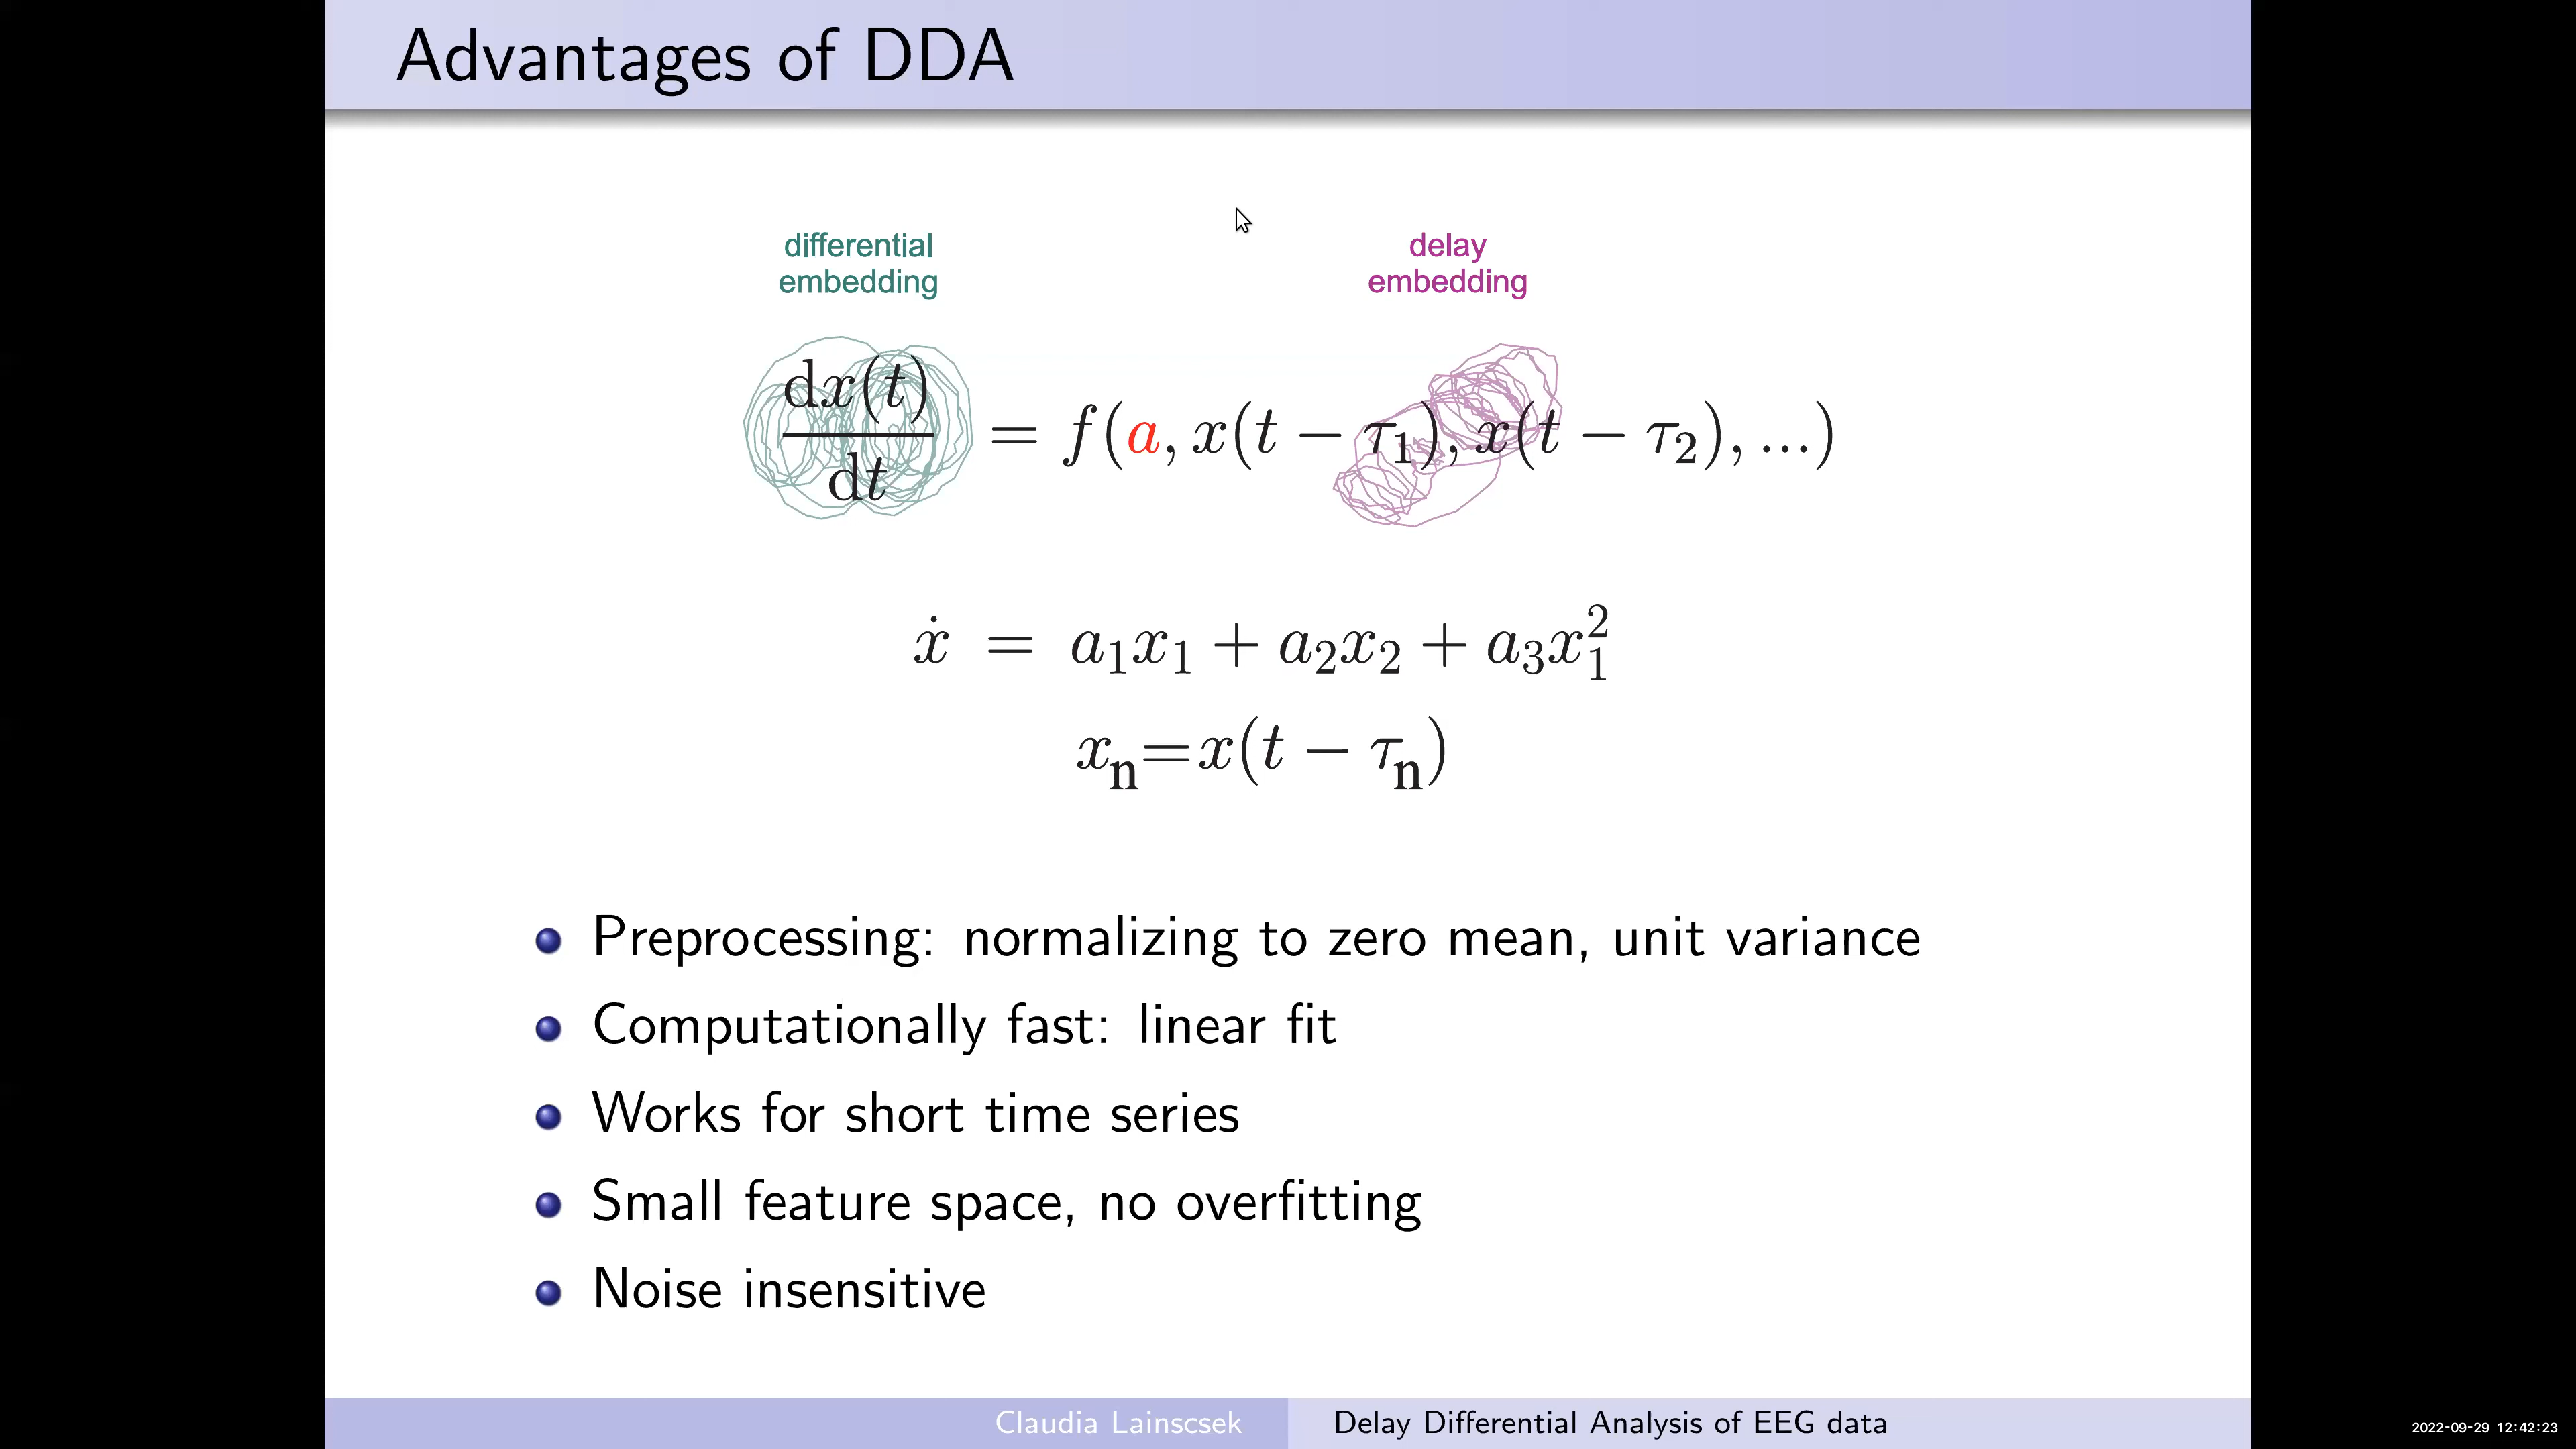 Advantages of DDA
differential
embedding
delay
embedding
dx(t)/dt = f(a, x(t − τ₁), x(t − τ₂), ...)
ẋ = a₁x₁ + a₂x₂ + a₃x₁²
xₙ=x(t − τₙ)
Preprocessing: normalizing to zero mean, unit variance
Computationally fast: linear fit
Works for short time series
Small feature space, no overfitting
Noise insensitive
Claudia Lainscsek
Delay Differential Analysis of EEG data
2022-09-29 12:42:23